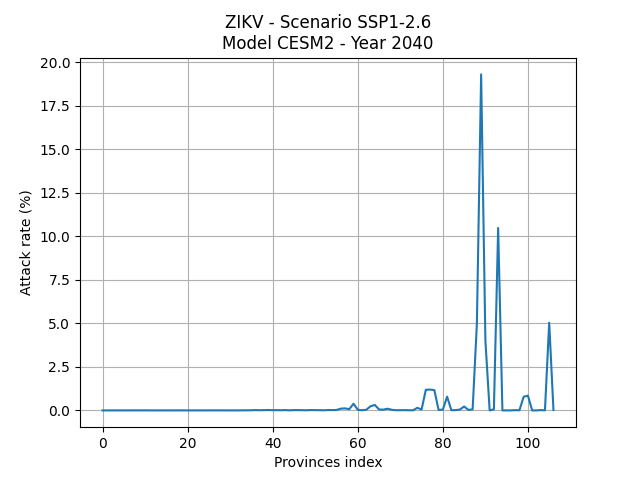 ZIKV - Scenario SSP1-2.6
Model CESM2 - Year 2040
20.0
17.5
15.0
12.5
10.0
7.5
5.0
2.5
0.0
Attack rate (%)
0 20 40 60 80 100
Provinces index